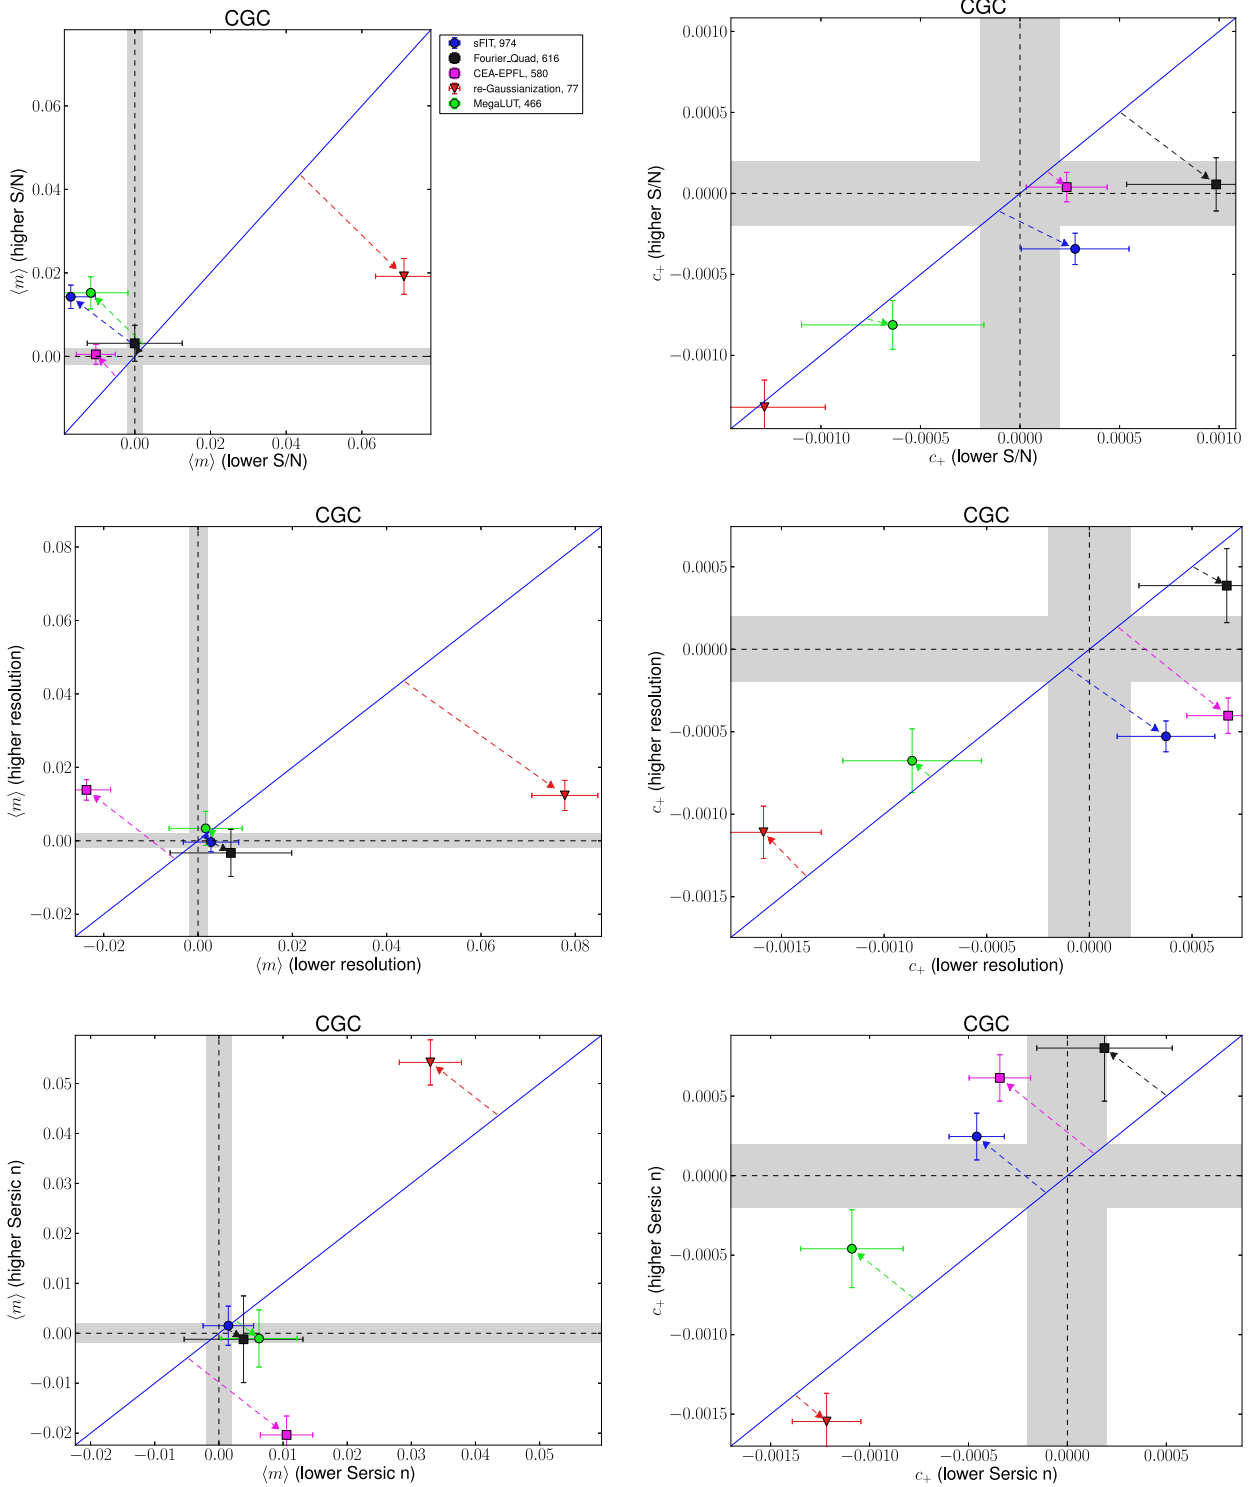 CGC
sFIT, 974
Fourier_Quad, 616
CEA-EPFL, 580
re-Gaussianization, 77
MegaLUT, 466
0.06
0.04
0.02
0.00
⟨m⟩ (higher S/N)
0.00 0.02 0.04 0.06
⟨m⟩ (lower S/N)
CGC
0.0010
0.0005
0.0000
−0.0005
−0.0010
c₊ (higher S/N)
−0.0010 −0.0005 0.0000 0.0005 0.0010
c₊ (lower S/N)
CGC
0.08
0.06
0.04
0.02
0.00
−0.02
⟨m⟩ (higher resolution)
−0.02 0.00 0.02 0.04 0.06 0.08
⟨m⟩ (lower resolution)
CGC
0.0005
0.0000
−0.0005
−0.0010
−0.0015
c₊ (higher resolution)
−0.0015 −0.0010 −0.0005 0.0000 0.0005
c₊ (lower resolution)
CGC
0.05
0.04
0.03
0.02
0.01
0.00
−0.01
−0.02
⟨m⟩ (higher Sersic n)
−0.02 −0.01 0.00 0.01 0.02 0.03 0.04 0.05
⟨m⟩ (lower Sersic n)
CGC
0.0005
0.0000
−0.0005
−0.0010
−0.0015
c₊ (higher Sersic n)
−0.0015 −0.0010 −0.0005 0.0000 0.0005
c₊ (lower Sersic n)